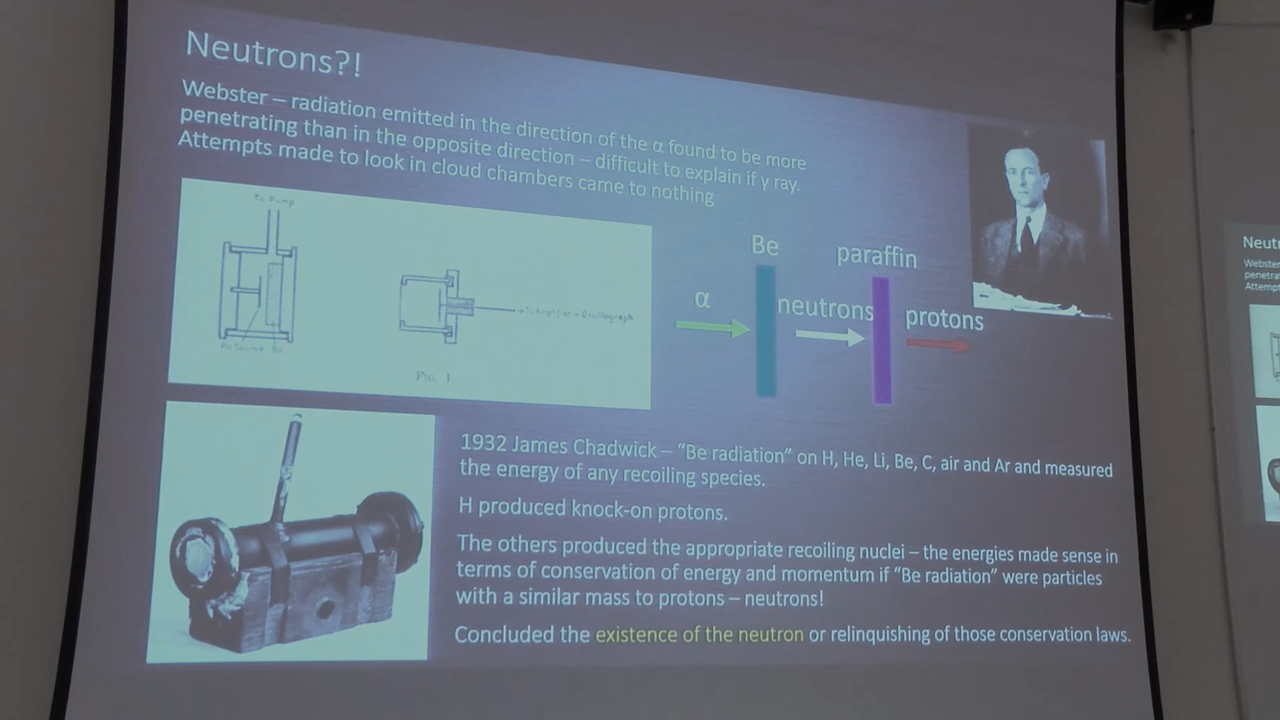 Neutrons?!
Webster – radiation emitted in the direction of the α found to be more
penetrating than in the opposite direction – difficult to explain if γ ray.
Attempts made to look in cloud chambers came to nothing
To Pump
Po Source Be
To Amplifier & Oscillograph
FIG. 1.
Be
paraffin
α
neutrons
protons
1932 James Chadwick – “Be radiation” on H, He, Li, Be, C, air and Ar and measured
the energy of any recoiling species.
H produced knock-on protons.
The others produced the appropriate recoiling nuclei – the energies made sense in
terms of conservation of energy and momentum if “Be radiation” were particles
with a similar mass to protons – neutrons!
Concluded the existence of the neutron or relinquishing of those conservation laws.
Webster